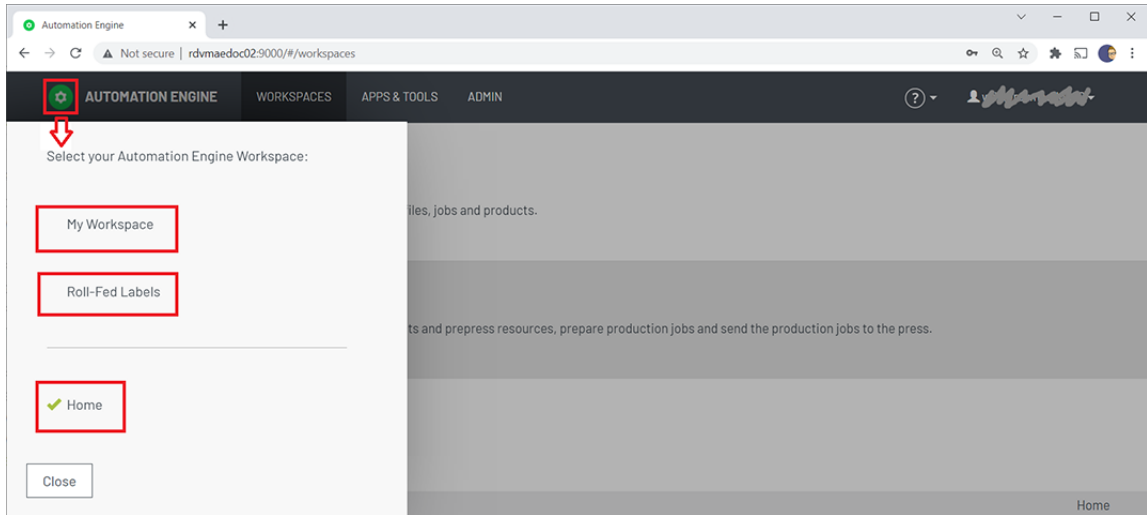 Automation Engine
Not secure | rdvmaedoc02:9000/#/workspaces
AUTOMATION ENGINE WORKSPACES APPS & TOOLS ADMIN ?
Select your Automation Engine Workspace:
My Workspace
iles, jobs and products.
Roll-Fed Labels
ts and prepress resources, prepare production jobs and send the production jobs to the press.
Home
Close
Home